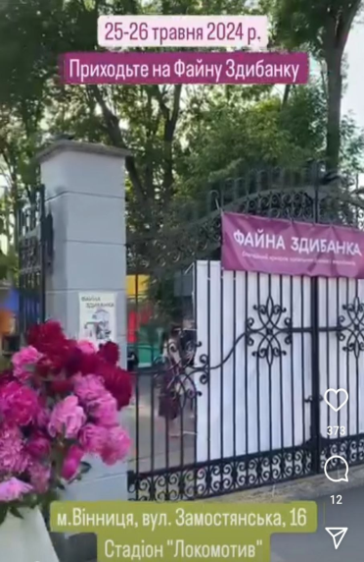 25-26 травня 2024 р.
Приходьте на Файну Здибанку
ФАЙНА ЗДИБАНКА
ФАЙНА
ЗДИБАНКА
373
12
м.Вінниця, вул. Замостянська, 16
Стадіон "Локомотив"